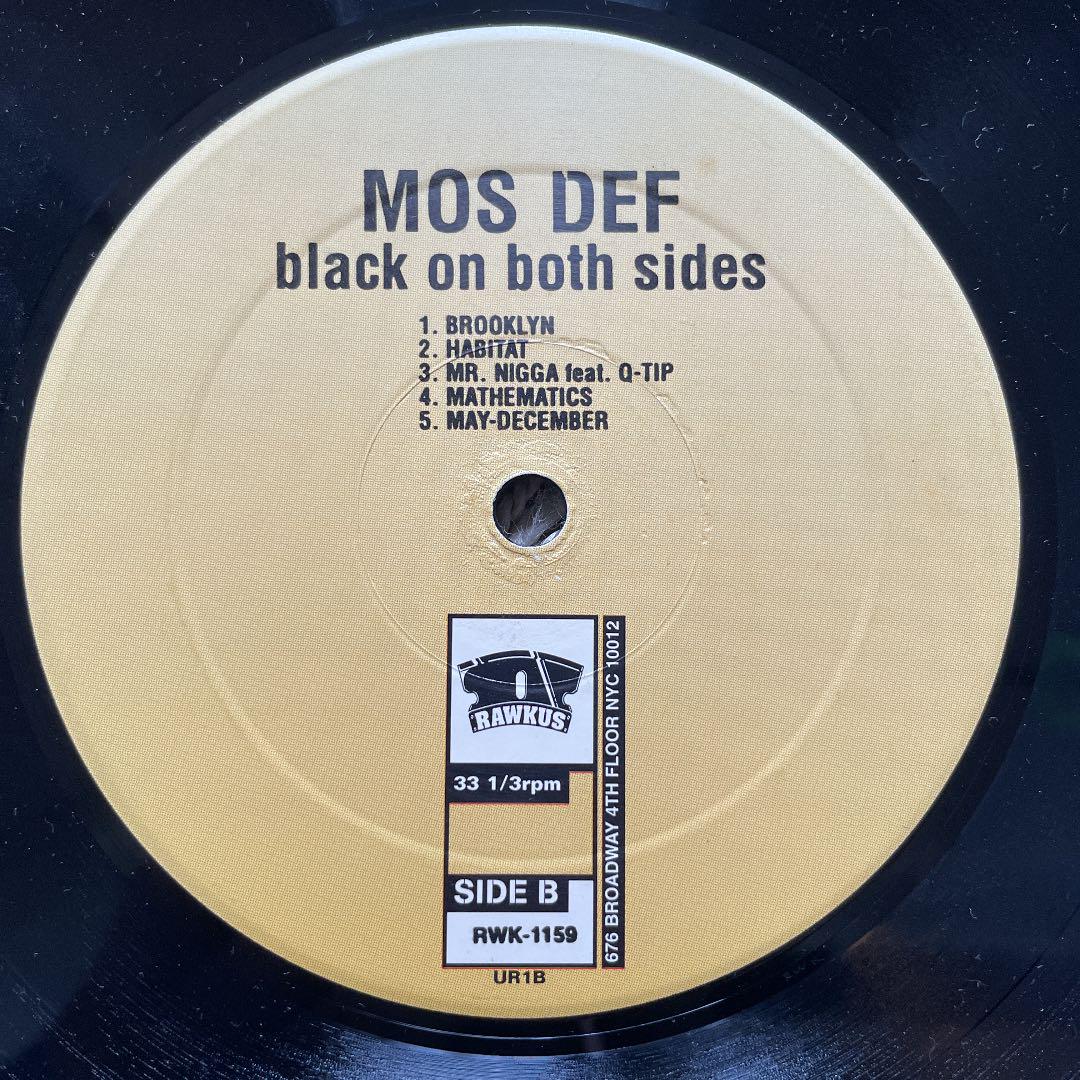 MOS DEF
black on both sides
1. BROOKLYN
2. HABITAT
3. MR. NIGGA feat. Q-TIP
4. MATHEMATICS
5. MAY-DECEMBER
RAWKUS
33 1/3rpm
SIDE B
RWK-1159
UR1B
676 BROADWAY 4TH FLOOR NYC 10012